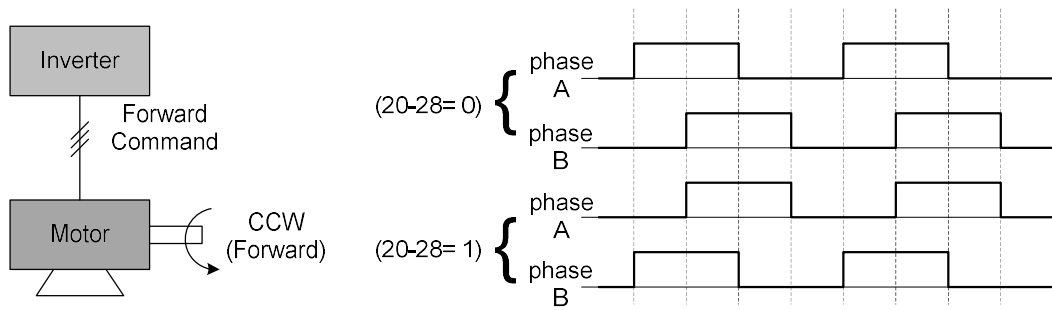 Inverter
Forward
Command
Motor
CCW
(Forward)
(20-28= 0)
phase
A
phase
B
(20-28= 1)
phase
A
phase
B